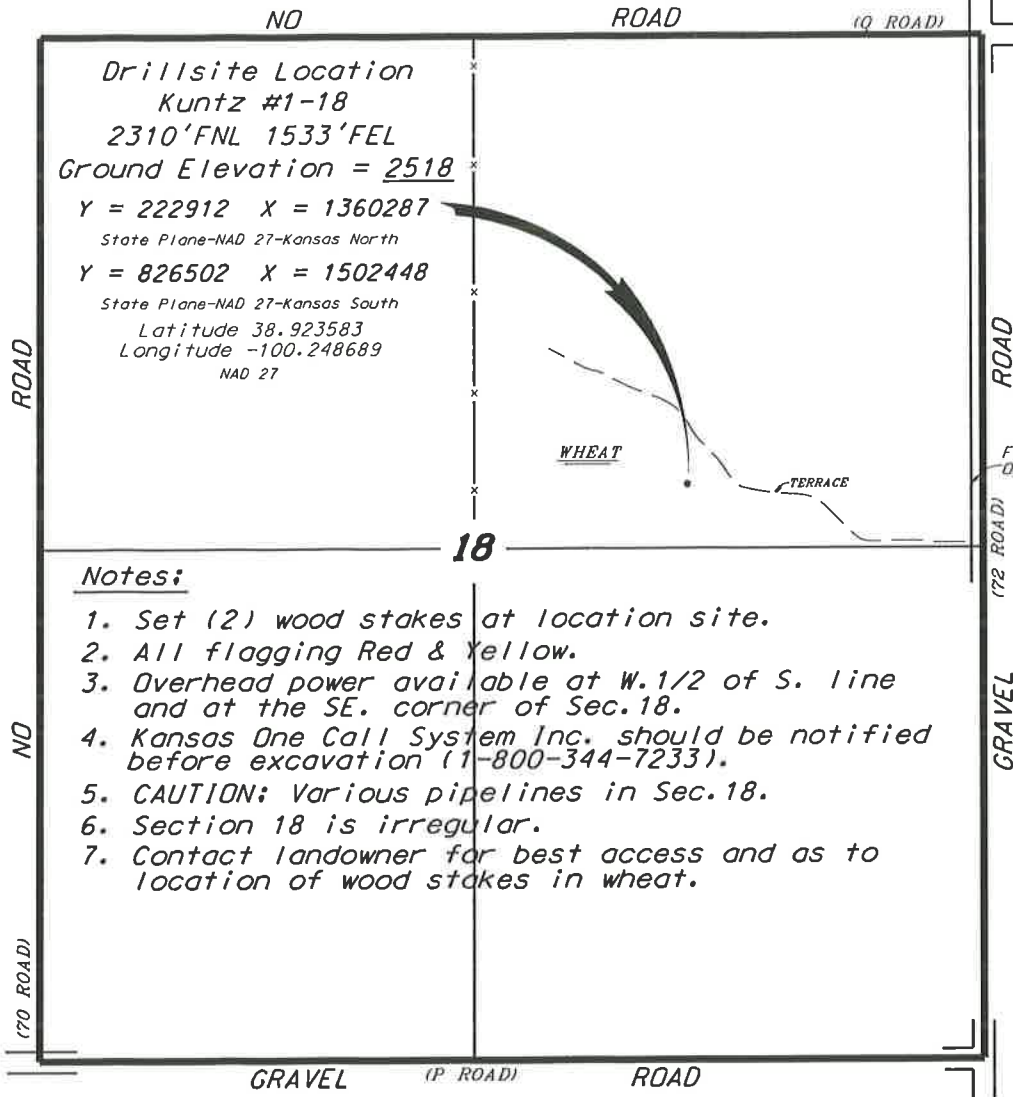 NO ROAD (Q ROAD)
Drillsite Location
Kuntz #1-18
2310'FNL 1533'FEL
Ground Elevation = 2518
Y = 222912 X = 1360287
State Plane-NAD 27-Kansas North
Y = 826502 X = 1502448
State Plane-NAD 27-Kansas South
Latitude 38.923583
Longitude -100.248689
NAD 27
ROAD
ROAD
WHEAT
TERRACE
(72 ROAD)
18
Notes:
1. Set (2) wood stakes at location site.
2. All flagging Red & Yellow.
3. Overhead power available at W.1/2 of S. line
and at the SE. corner of Sec.18.
4. Kansas One Call System Inc. should be notified
before excavation (1-800-344-7233).
5. CAUTION: Various pipelines in Sec.18.
6. Section 18 is irregular.
7. Contact landowner for best access and as to
location of wood stakes in wheat.
NO
GRAVEL
(70 ROAD)
GRAVEL (P ROAD) ROAD